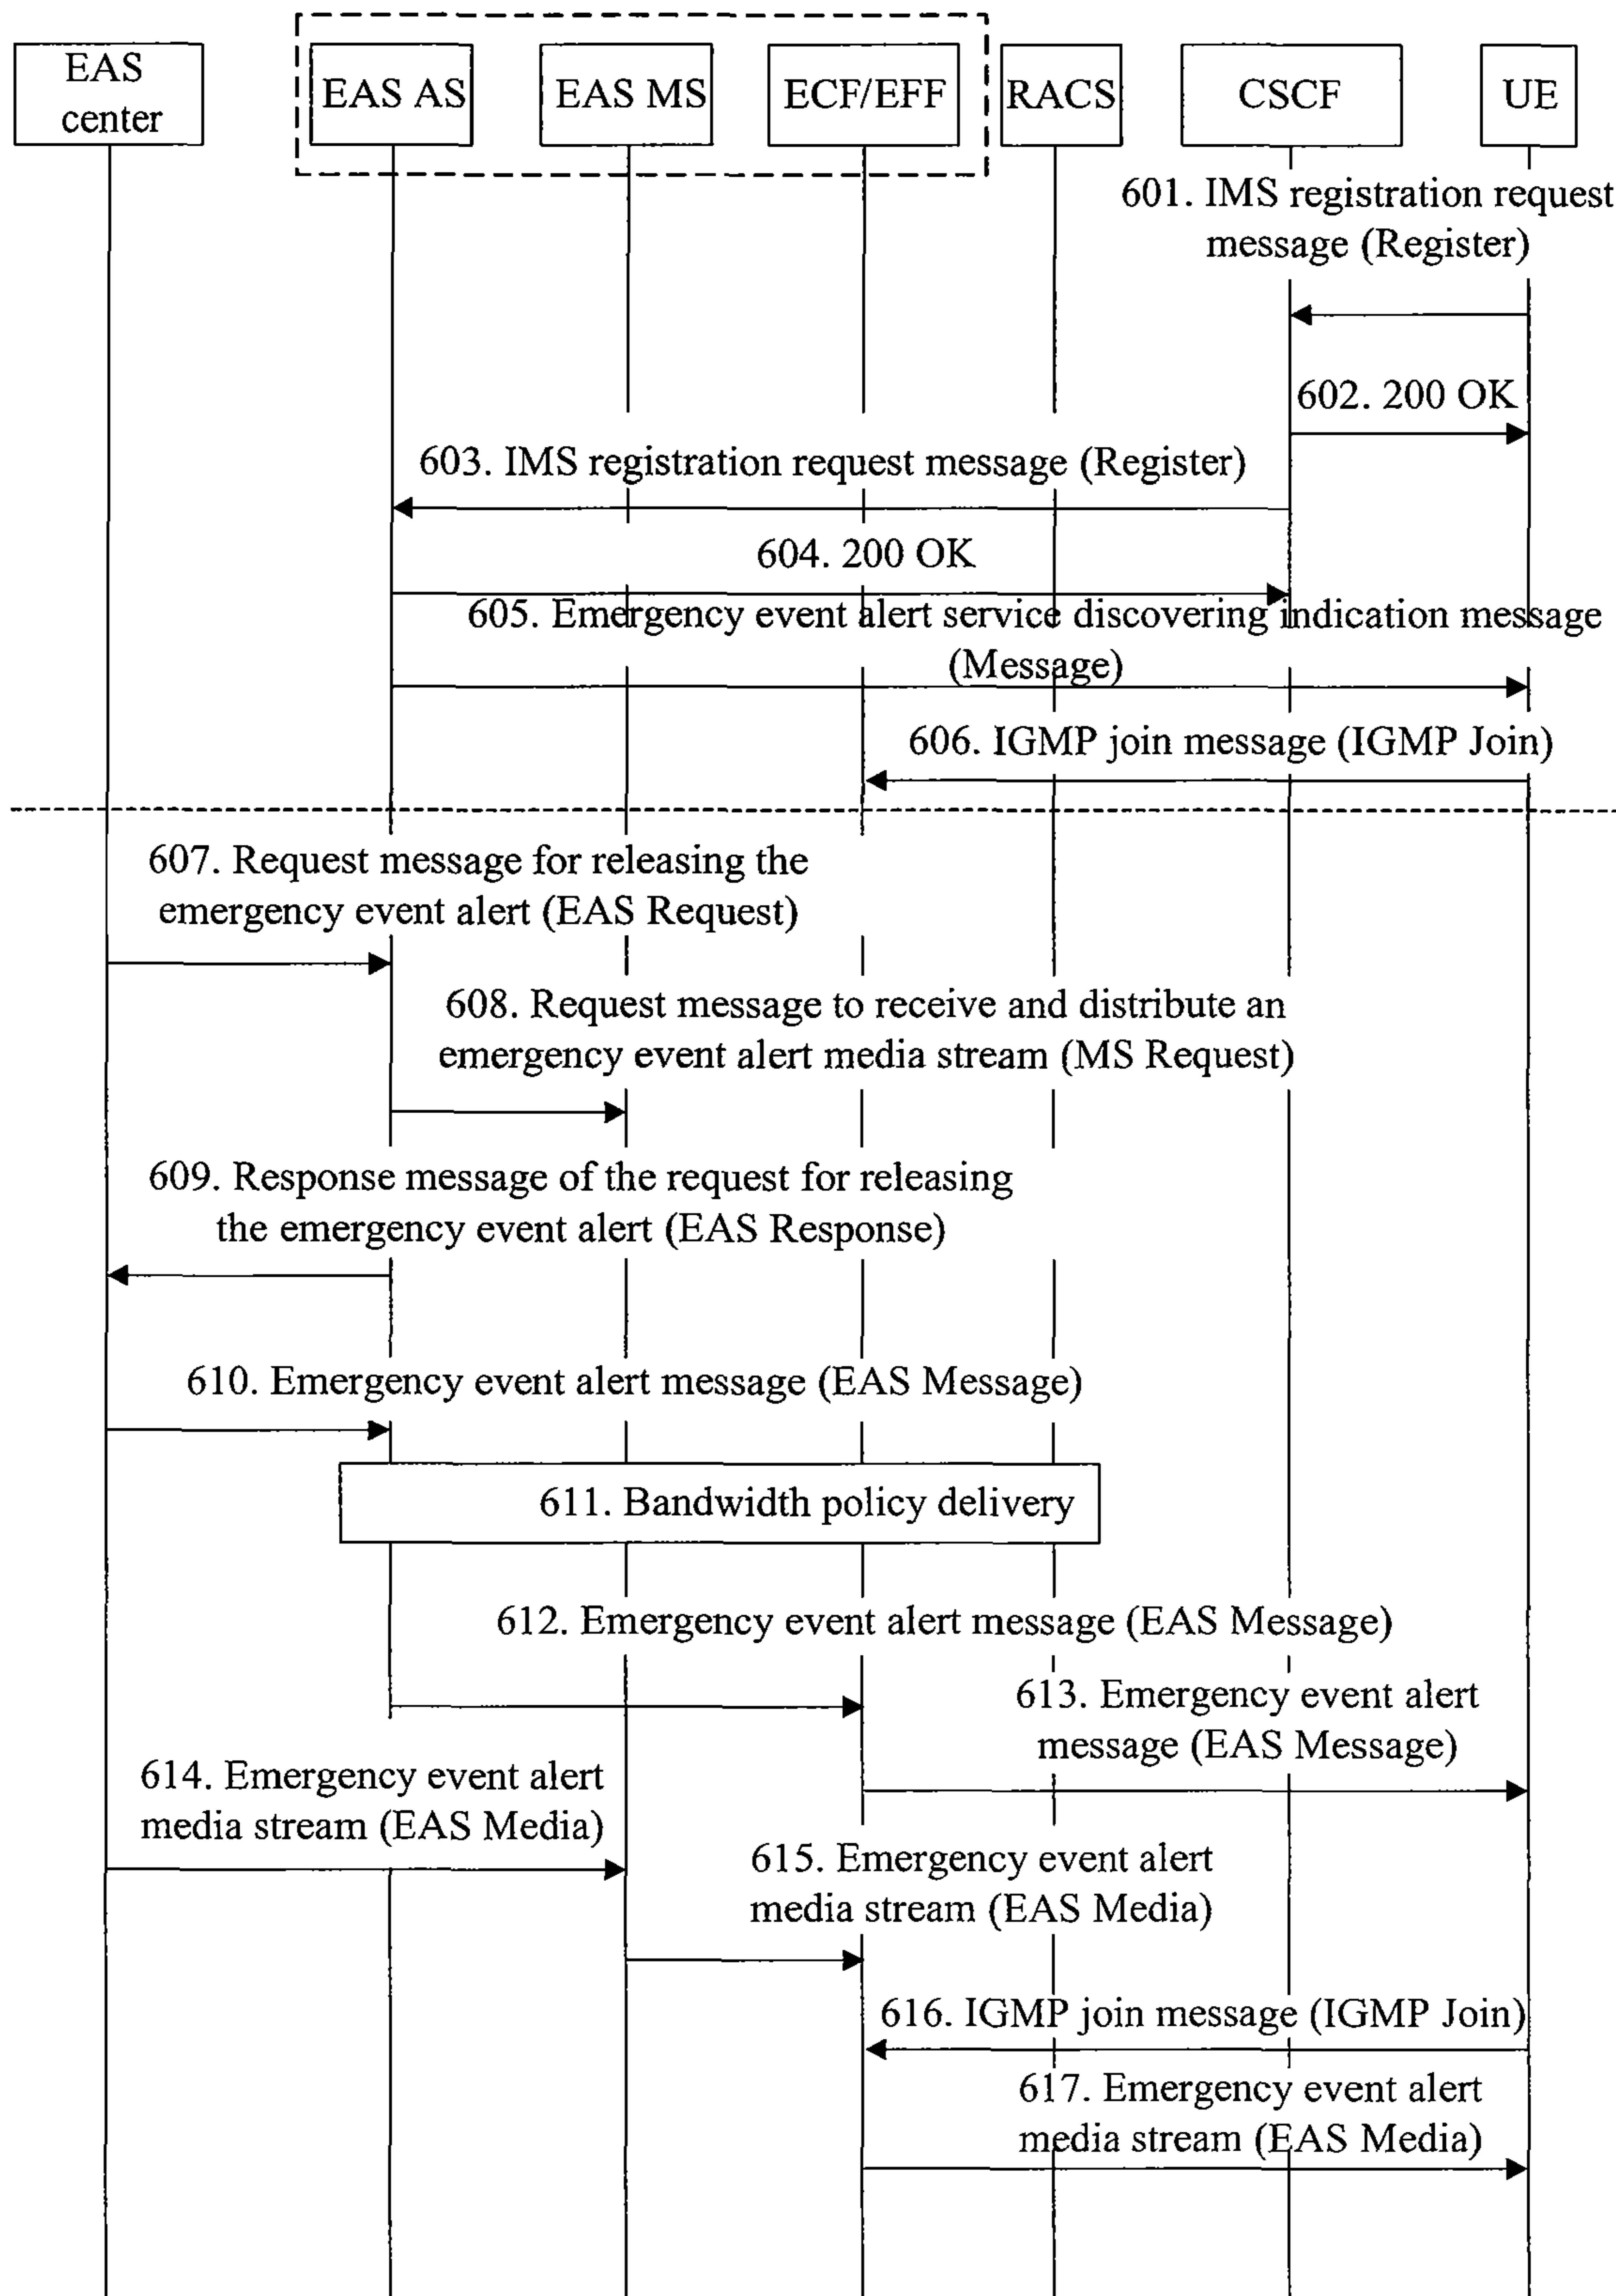 EAS
center
EAS AS
EAS MS
ECF/EFF
RACS
CSCF
UE
601. IMS registration request
message (Register)
602. 200 OK
603. IMS registration request message (Register)
604. 200 OK
605. Emergency event alert service discovering indication message
(Message)
606. IGMP join message (IGMP Join)
607. Request message for releasing the
emergency event alert (EAS Request)
608. Request message to receive and distribute an
emergency event alert media stream (MS Request)
609. Response message of the request for releasing
the emergency event alert (EAS Response)
610. Emergency event alert message (EAS Message)
611. Bandwidth policy delivery
612. Emergency event alert message (EAS Message)
613. Emergency event alert
message (EAS Message)
614. Emergency event alert
media stream (EAS Media)
615. Emergency event alert
media stream (EAS Media)
616. IGMP join message (IGMP Join)
617. Emergency event alert
media stream (EAS Media)